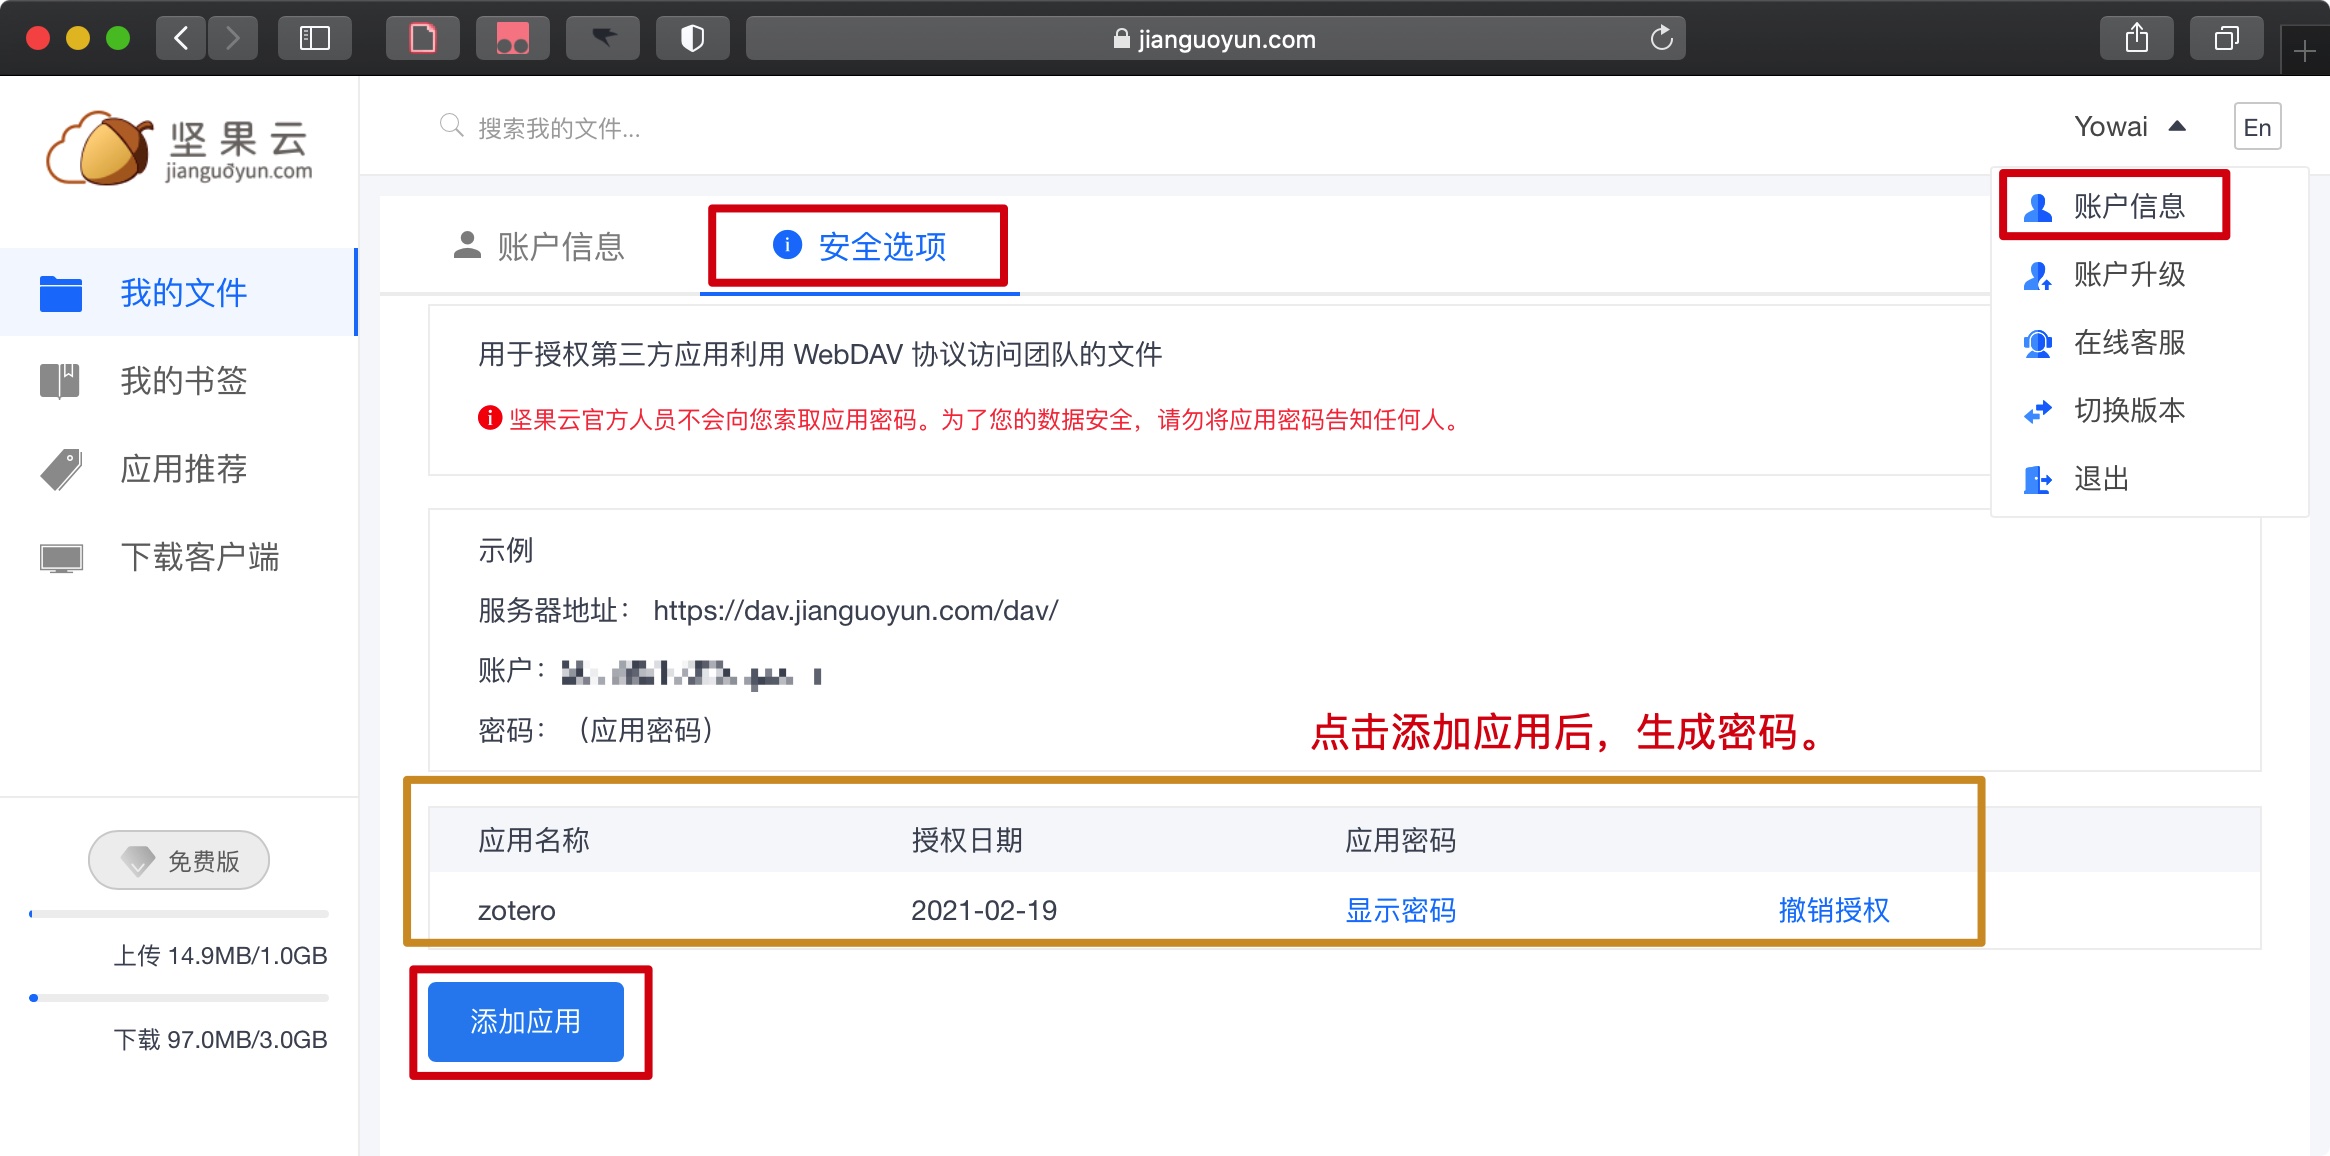 jianguoyun.com
坚果云
jianguoyun.com
搜索我的文件...
Yowai
En
账户信息
账户升级
在线客服
切换版本
退出
我的文件
我的书签
应用推荐
下载客户端
免费版
上传 14.9MB/1.0GB
下载 97.0MB/3.0GB
账户信息
安全选项
用于授权第三方应用利用 WebDAV 协议访问团队的文件
坚果云官方人员不会向您索取应用密码。为了您的数据安全，请勿将应用密码告知任何人。
示例
服务器地址： https://dav.jianguoyun.com/dav/
账户：
密码： （应用密码）
点击添加应用后，生成密码。
应用名称 授权日期 应用密码
zotero 2021-02-19 显示密码 撤销授权
添加应用